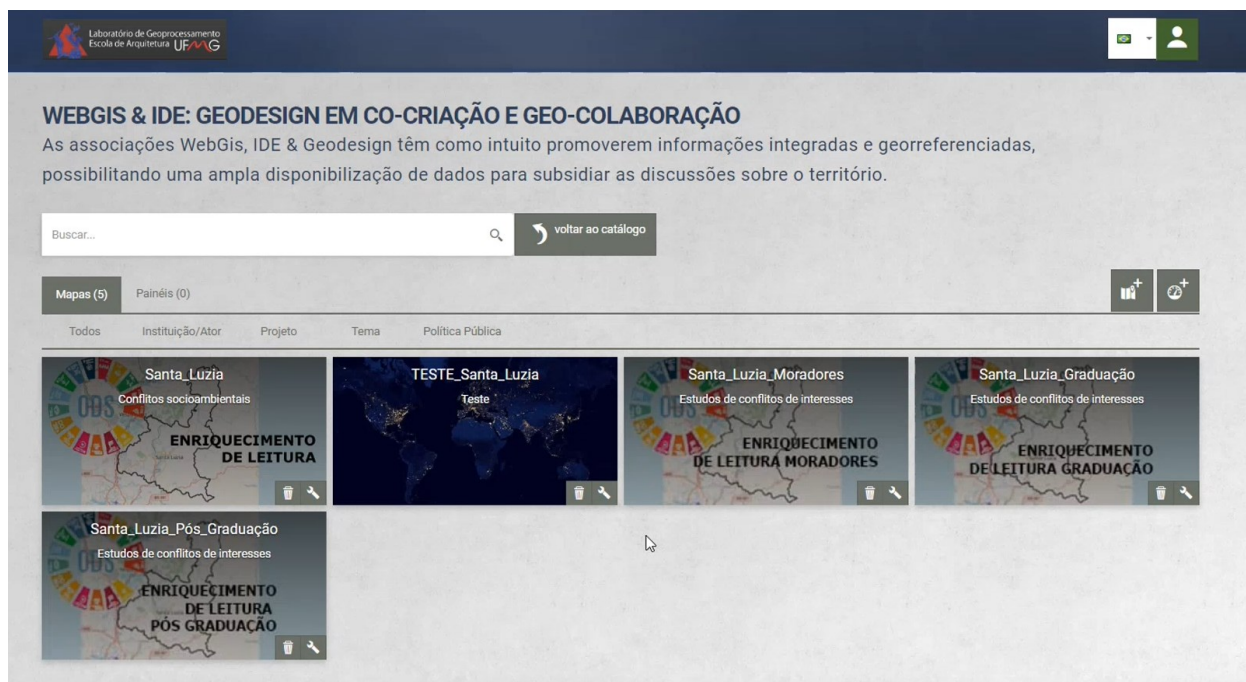 Laboratório de Geoprocessamento
Escola de Arquitetura UFMG
WEBGIS & IDE: GEODESIGN EM CO-CRIAÇÃO E GEO-COLABORAÇÃO
As associações WebGis, IDE & Geodesign têm como intuito promoverem informações integradas e georreferenciadas,
possibilitando uma ampla disponibilização de dados para subsidiar as discussões sobre o território.
Buscar...
voltar ao catálogo
Mapas (5) Painéis (0)
Todos Instituição/Ator Projeto Tema Política Pública
Santa_Luzia
Conflitos socioambientais
ODS
ENRIQUECIMENTO
DE LEITURA
TESTE_Santa_Luzia
Teste
Santa_Luzia_Moradores
Estudos de conflitos de interesses
ODS
ENRIQUECIMENTO
DE LEITURA MORADORES
Santa_Luzia_Graduação
Estudos de conflitos de interesses
ODS
ENRIQUECIMENTO
DE LEITURA GRADUAÇÃO
Santa_Luzia_Pós_Graduação
Estudos de conflitos de interesses
ODS
ENRIQUECIMENTO
DE LEITURA
PÓS GRADUAÇÃO